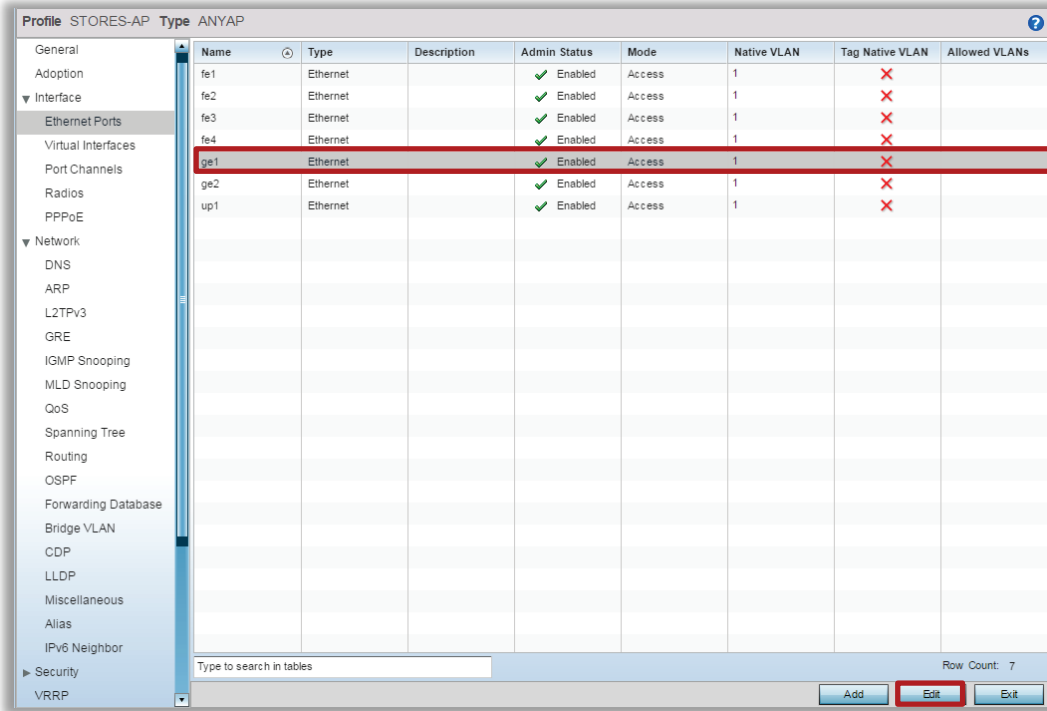 Profile STORES-AP Type ANYAP
?
General
Adoption
Interface
Ethernet Ports
Virtual Interfaces
Port Channels
Radios
PPPoE
Network
DNS
ARP
L2TPv3
GRE
IGMP Snooping
MLD Snooping
QoS
Spanning Tree
Routing
OSPF
Forwarding Database
Bridge VLAN
CDP
LLDP
Miscellaneous
Alias
IPv6 Neighbor
Security
VRRP
Name Type Description Admin Status Mode Native VLAN Tag Native VLAN Allowed VLANs
fe1 Ethernet Enabled Access 1
fe2 Ethernet Enabled Access 1
fe3 Ethernet Enabled Access 1
fe4 Ethernet Enabled Access 1
ge1 Ethernet Enabled Access 1
ge2 Ethernet Enabled Access 1
up1 Ethernet Enabled Access 1
Type to search in tables Row Count: 7
Add Edit Exit